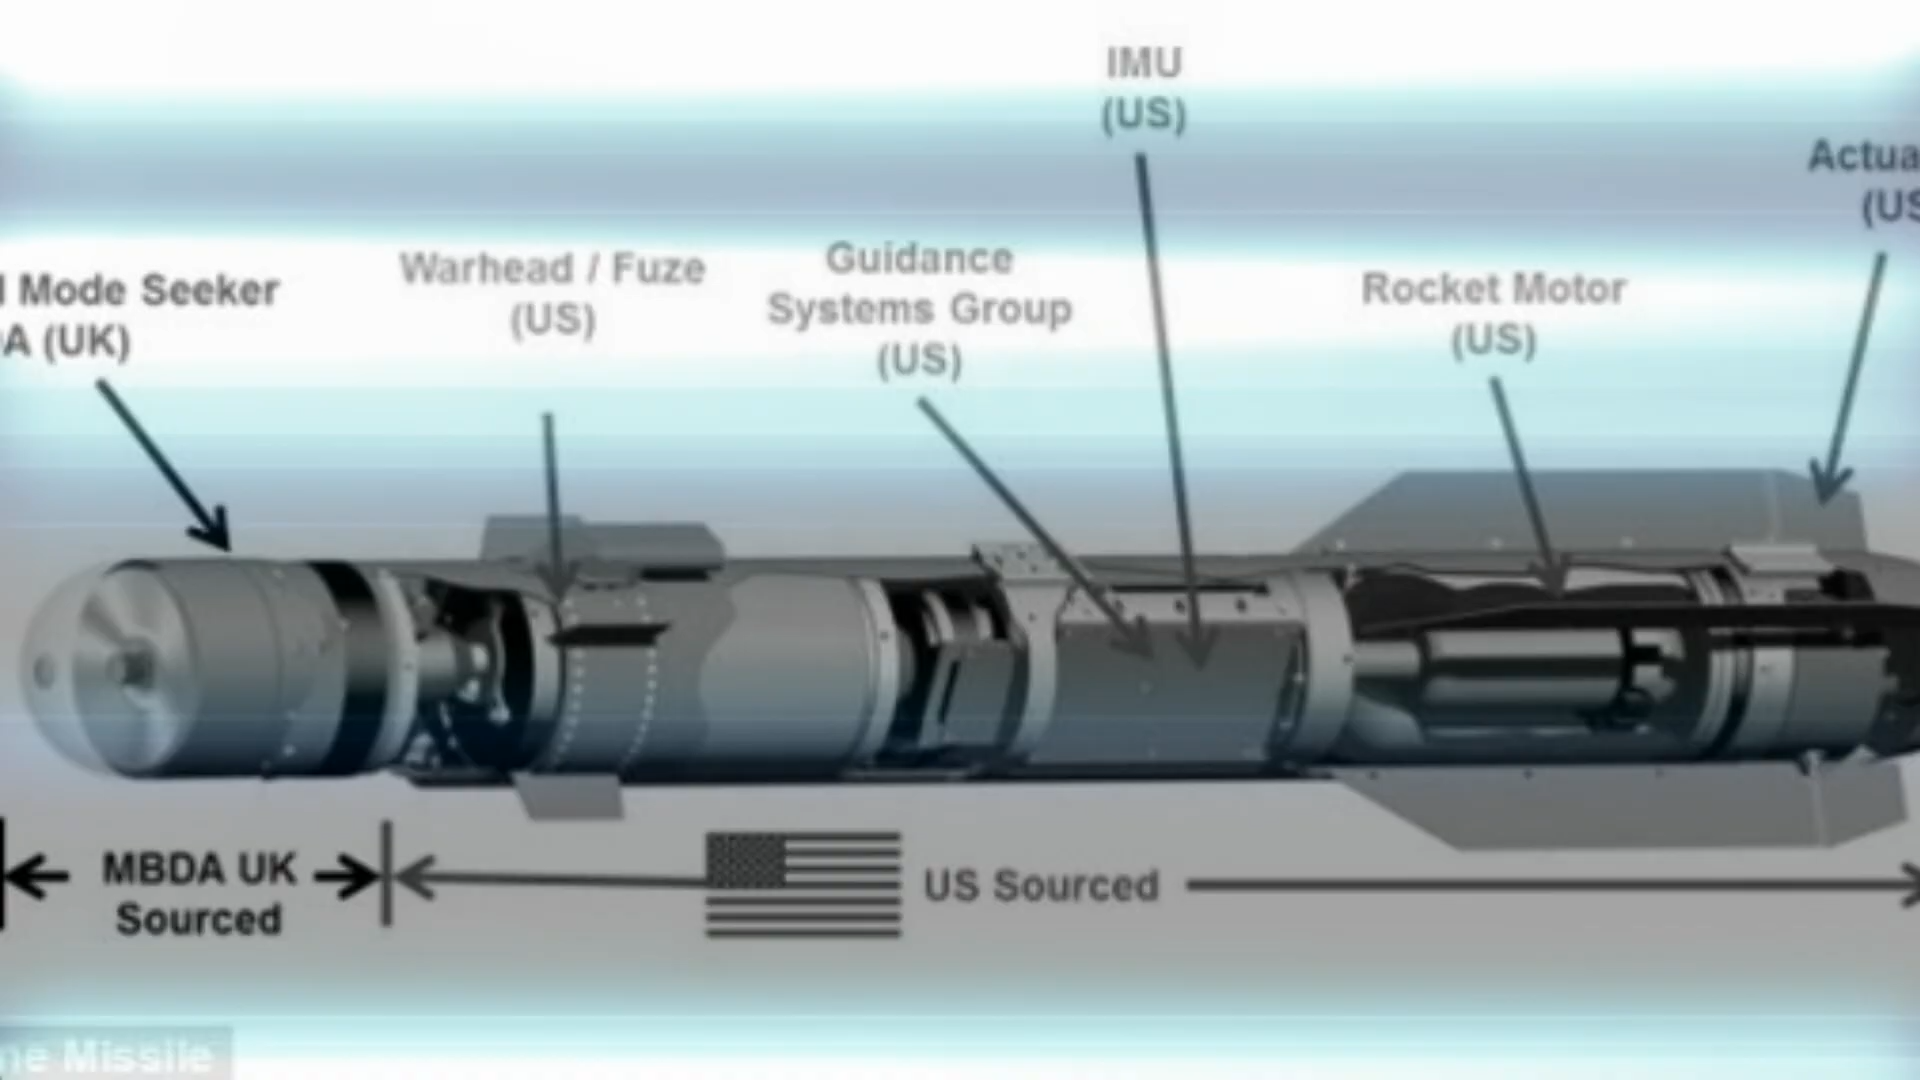 IMU
(US)
Actua
(US
Mode Seeker
A (UK)
Warhead / Fuze
(US)
Guidance
Systems Group
(US)
Rocket Motor
(US)
MBDA UK
Sourced
US Sourced
ne Missile